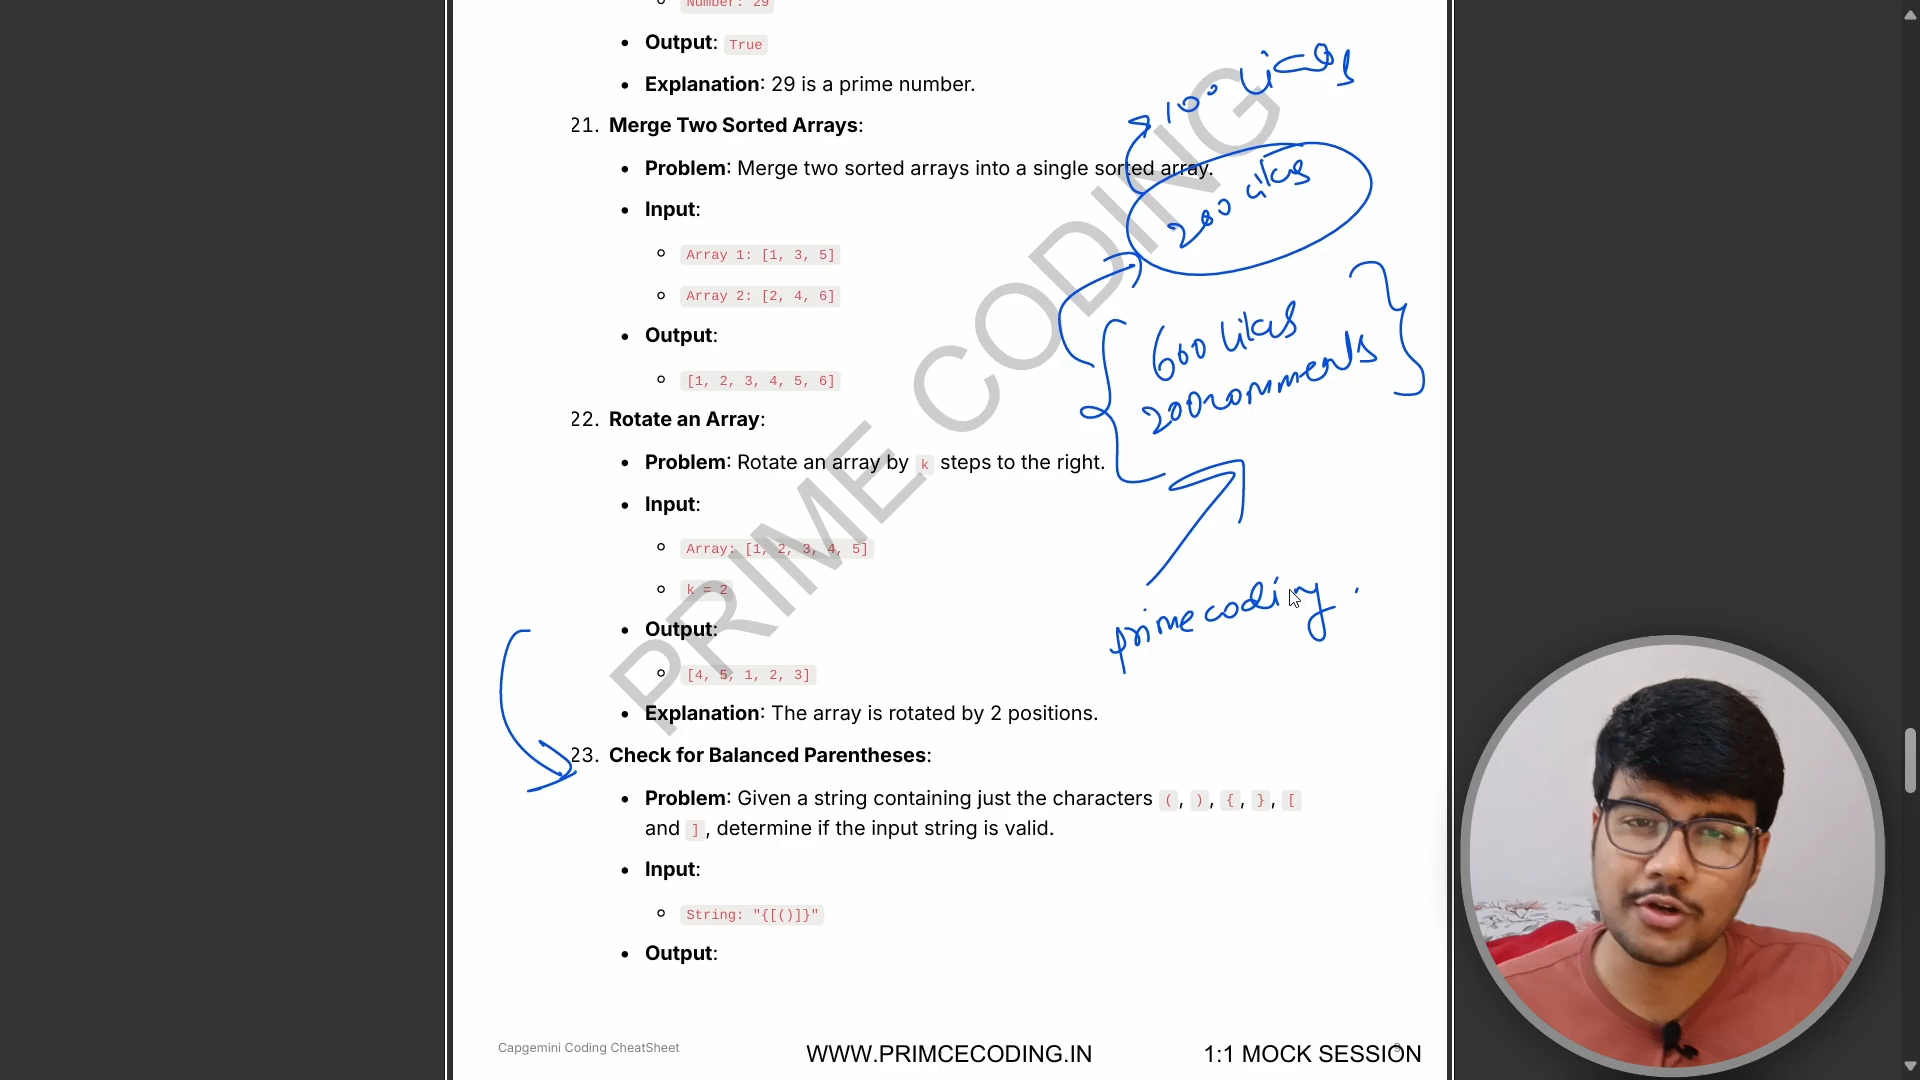 Number: 29
Output: True
Explanation: 29 is a prime number.
100 likes
21. Merge Two Sorted Arrays:
Problem: Merge two sorted arrays into a single sorted array.
200 likes
Input:
Array 1: [1, 3, 5]
Array 2: [2, 4, 6]
Output:
600 likes
200 comments
[1, 2, 3, 4, 5, 6]
22. Rotate an Array:
Problem: Rotate an array by k steps to the right.
Input:
Array: [1, 2, 3, 4, 5]
k = 2
prime coding.
Output:
[4, 5, 1, 2, 3]
Explanation: The array is rotated by 2 positions.
PRIME CODING
23. Check for Balanced Parentheses:
Problem: Given a string containing just the characters (, ), {, }, [
and ], determine if the input string is valid.
Input:
String: "{[()]}"
Output:
Capgemini Coding CheatSheet
WWW.PRIMCECODING.IN
1:1 MOCK SESSION